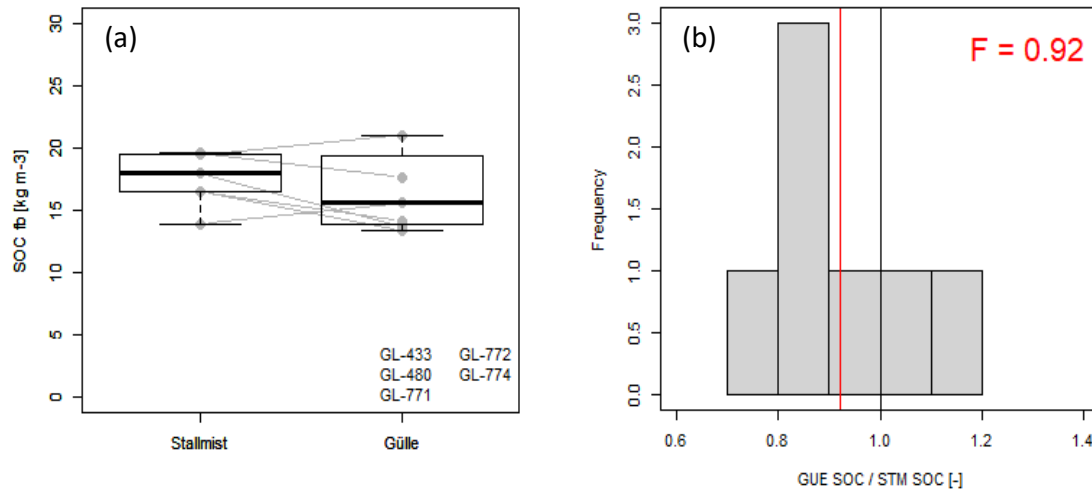 (a)
SOC fb [kg m-3]
30
25
20
15
10
5
0
GL-433 GL-772
GL-480 GL-774
GL-771
Stallmist Gülle
(b)
F = 0.92
Frequency
3.0
2.5
2.0
1.5
1.0
0.5
0.0
0.6 0.8 1.0 1.2 1.4
GUE SOC / STM SOC [-]